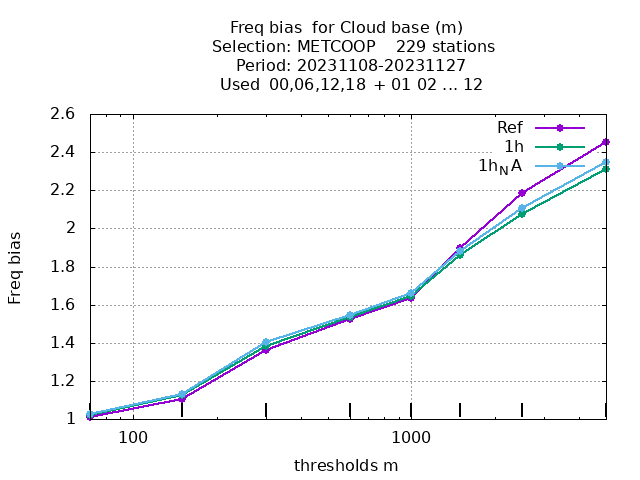 Freq bias  for Cloud base (m)
Selection: METCOOP    229 stations
Period: 20231108-20231127
Used  00,06,12,18  + 01 02 ... 12
2.6
2.4
2.2
2
1.8
1.6
1.4
1.2
1
Freq bias
Ref
1h
1hNA
100
1000
thresholds m